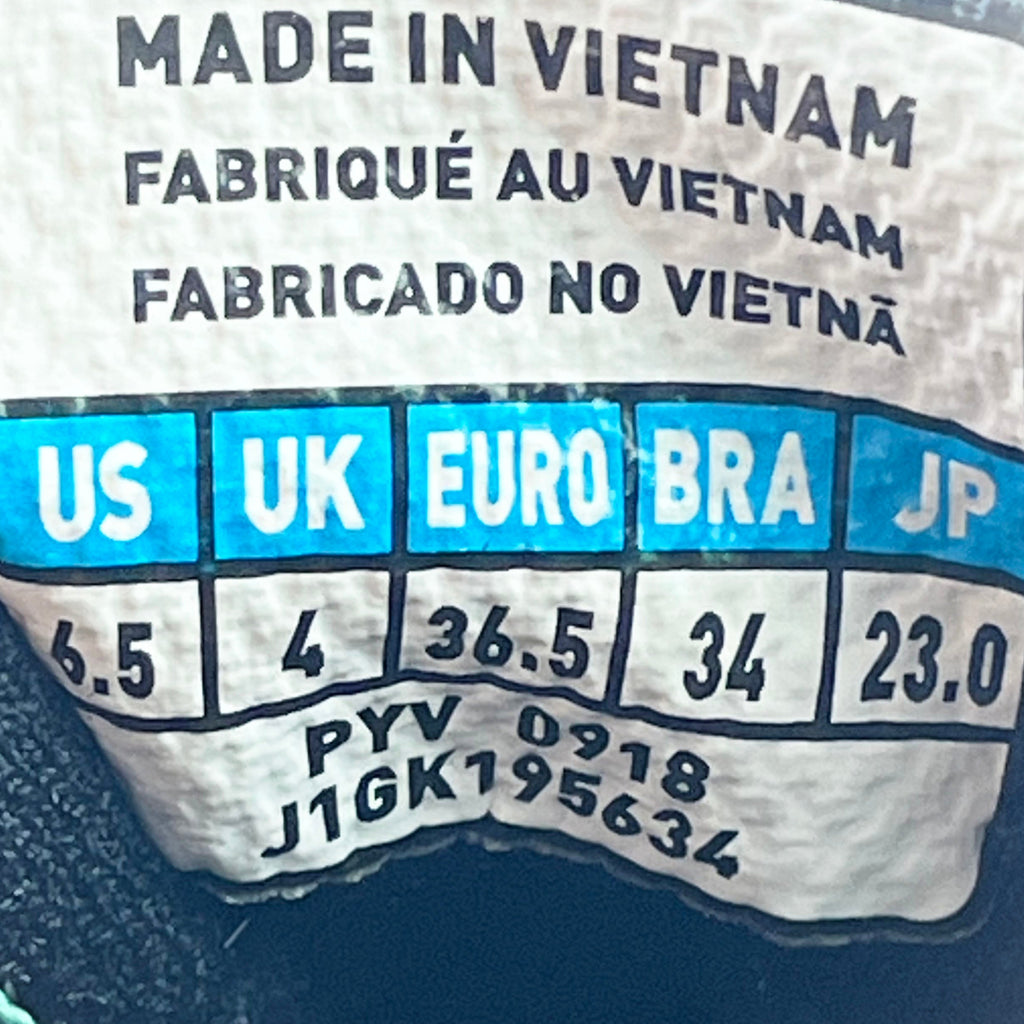 MADE IN VIETNAM
FABRIQUÉ AU VIETNAM
FABRICADO NO VIETNÃ
US UK EURO BRA JP
6.5 4 36.5 34 23.0
PYV 0918
J1GK195634